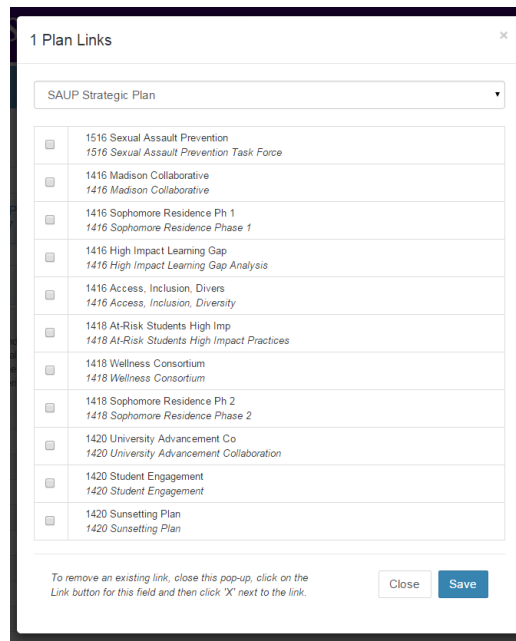 1 Plan Links
×
SAUP Strategic Plan
1516 Sexual Assault Prevention
1516 Sexual Assault Prevention Task Force
1416 Madison Collaborative
1416 Madison Collaborative
1416 Sophomore Residence Ph 1
1416 Sophomore Residence Phase 1
1416 High Impact Learning Gap
1416 High Impact Learning Gap Analysis
1416 Access, Inclusion, Divers
1416 Access, Inclusion, Diversity
1418 At-Risk Students High Imp
1418 At-Risk Students High Impact Practices
1418 Wellness Consortium
1418 Wellness Consortium
1418 Sophomore Residence Ph 2
1418 Sophomore Residence Phase 2
1420 University Advancement Co
1420 University Advancement Collaboration
1420 Student Engagement
1420 Student Engagement
1420 Sunsetting Plan
1420 Sunsetting Plan
To remove an existing link, close this pop-up, click on the
Link button for this field and then click 'X' next to the link.
Close
Save